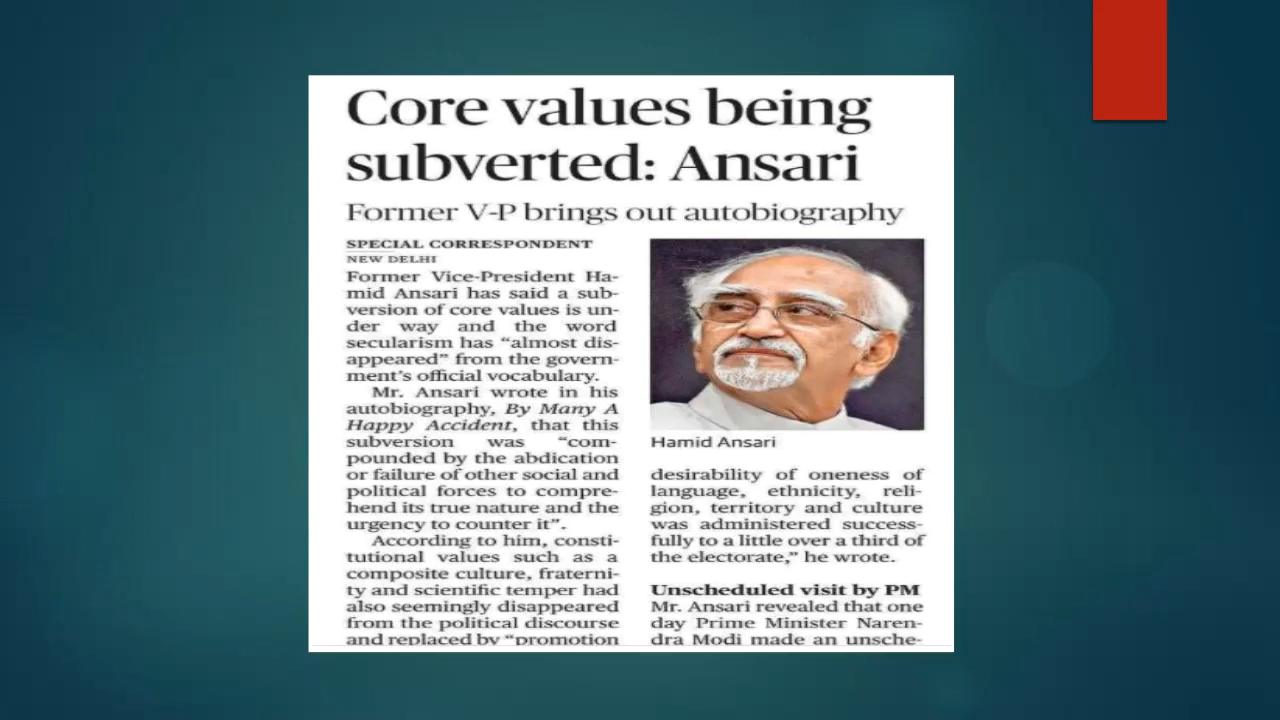 Core values being
subverted: Ansari
Former V-P brings out autobiography
SPECIAL CORRESPONDENT
NEW DELHI
Former Vice-President Ha-
mid Ansari has said a sub-
version of core values is un-
der way and the word
secularism has “almost dis-
appeared” from the govern-
ment’s official vocabulary.
Mr. Ansari wrote in his
autobiography, By Many A
Happy Accident, that this
subversion was “com-
pounded by the abdication
or failure of other social and
political forces to compre-
hend its true nature and the
urgency to counter it”.
According to him, consti-
tutional values such as a
composite culture, fraterni-
ty and scientific temper had
also seemingly disappeared
from the political discourse
and replaced by “promotion
Hamid Ansari
desirability of oneness of
language, ethnicity, reli-
gion, territory and culture
was administered success-
fully to a little over a third of
the electorate,” he wrote.
Unscheduled visit by PM
Mr. Ansari revealed that one
day Prime Minister Naren-
dra Modi made an unsche-